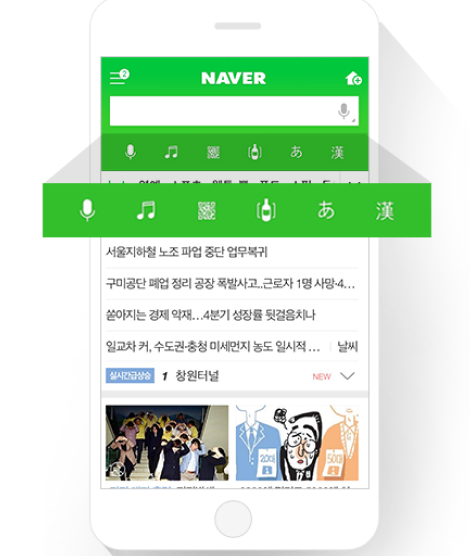 2
NAVER
あ 漢
あ 漢
서울지하철 노조 파업 중단 업무복귀
구미공단 폐업 정리 공장 폭발사고..근로자 1명 사망·4...
쏟아지는 경제 악재...4분기 성장률 뒷걸음치나
일교차 커, 수도권·충청 미세먼지 농도 일시적 ... 날씨
실시간급상승 1 창원터널 NEW
20대 50대